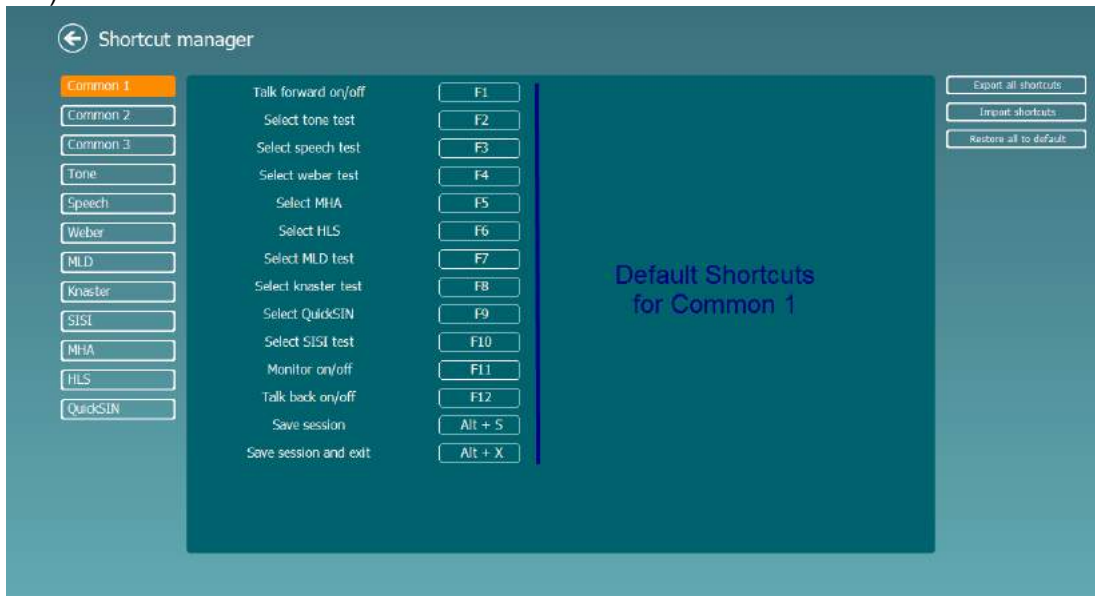 Shortcut manager
Common 1
Common 2
Common 3
Tone
Speech
Weber
MLD
Knaster
SISI
MHA
HLS
QuickSIN
Talk forward on/off F1
Select tone test F2
Select speech test F3
Select weber test F4
Select MHA F5
Select HLS F6
Select MLD test F7
Select knaster test F8
Select QuickSIN F9
Select SISI test F10
Monitor on/off F11
Talk back on/off F12
Save session Alt + S
Save session and exit Alt + X
Default Shortcuts
for Common 1
Export all shortcuts
Import shortcuts
Restore all to default